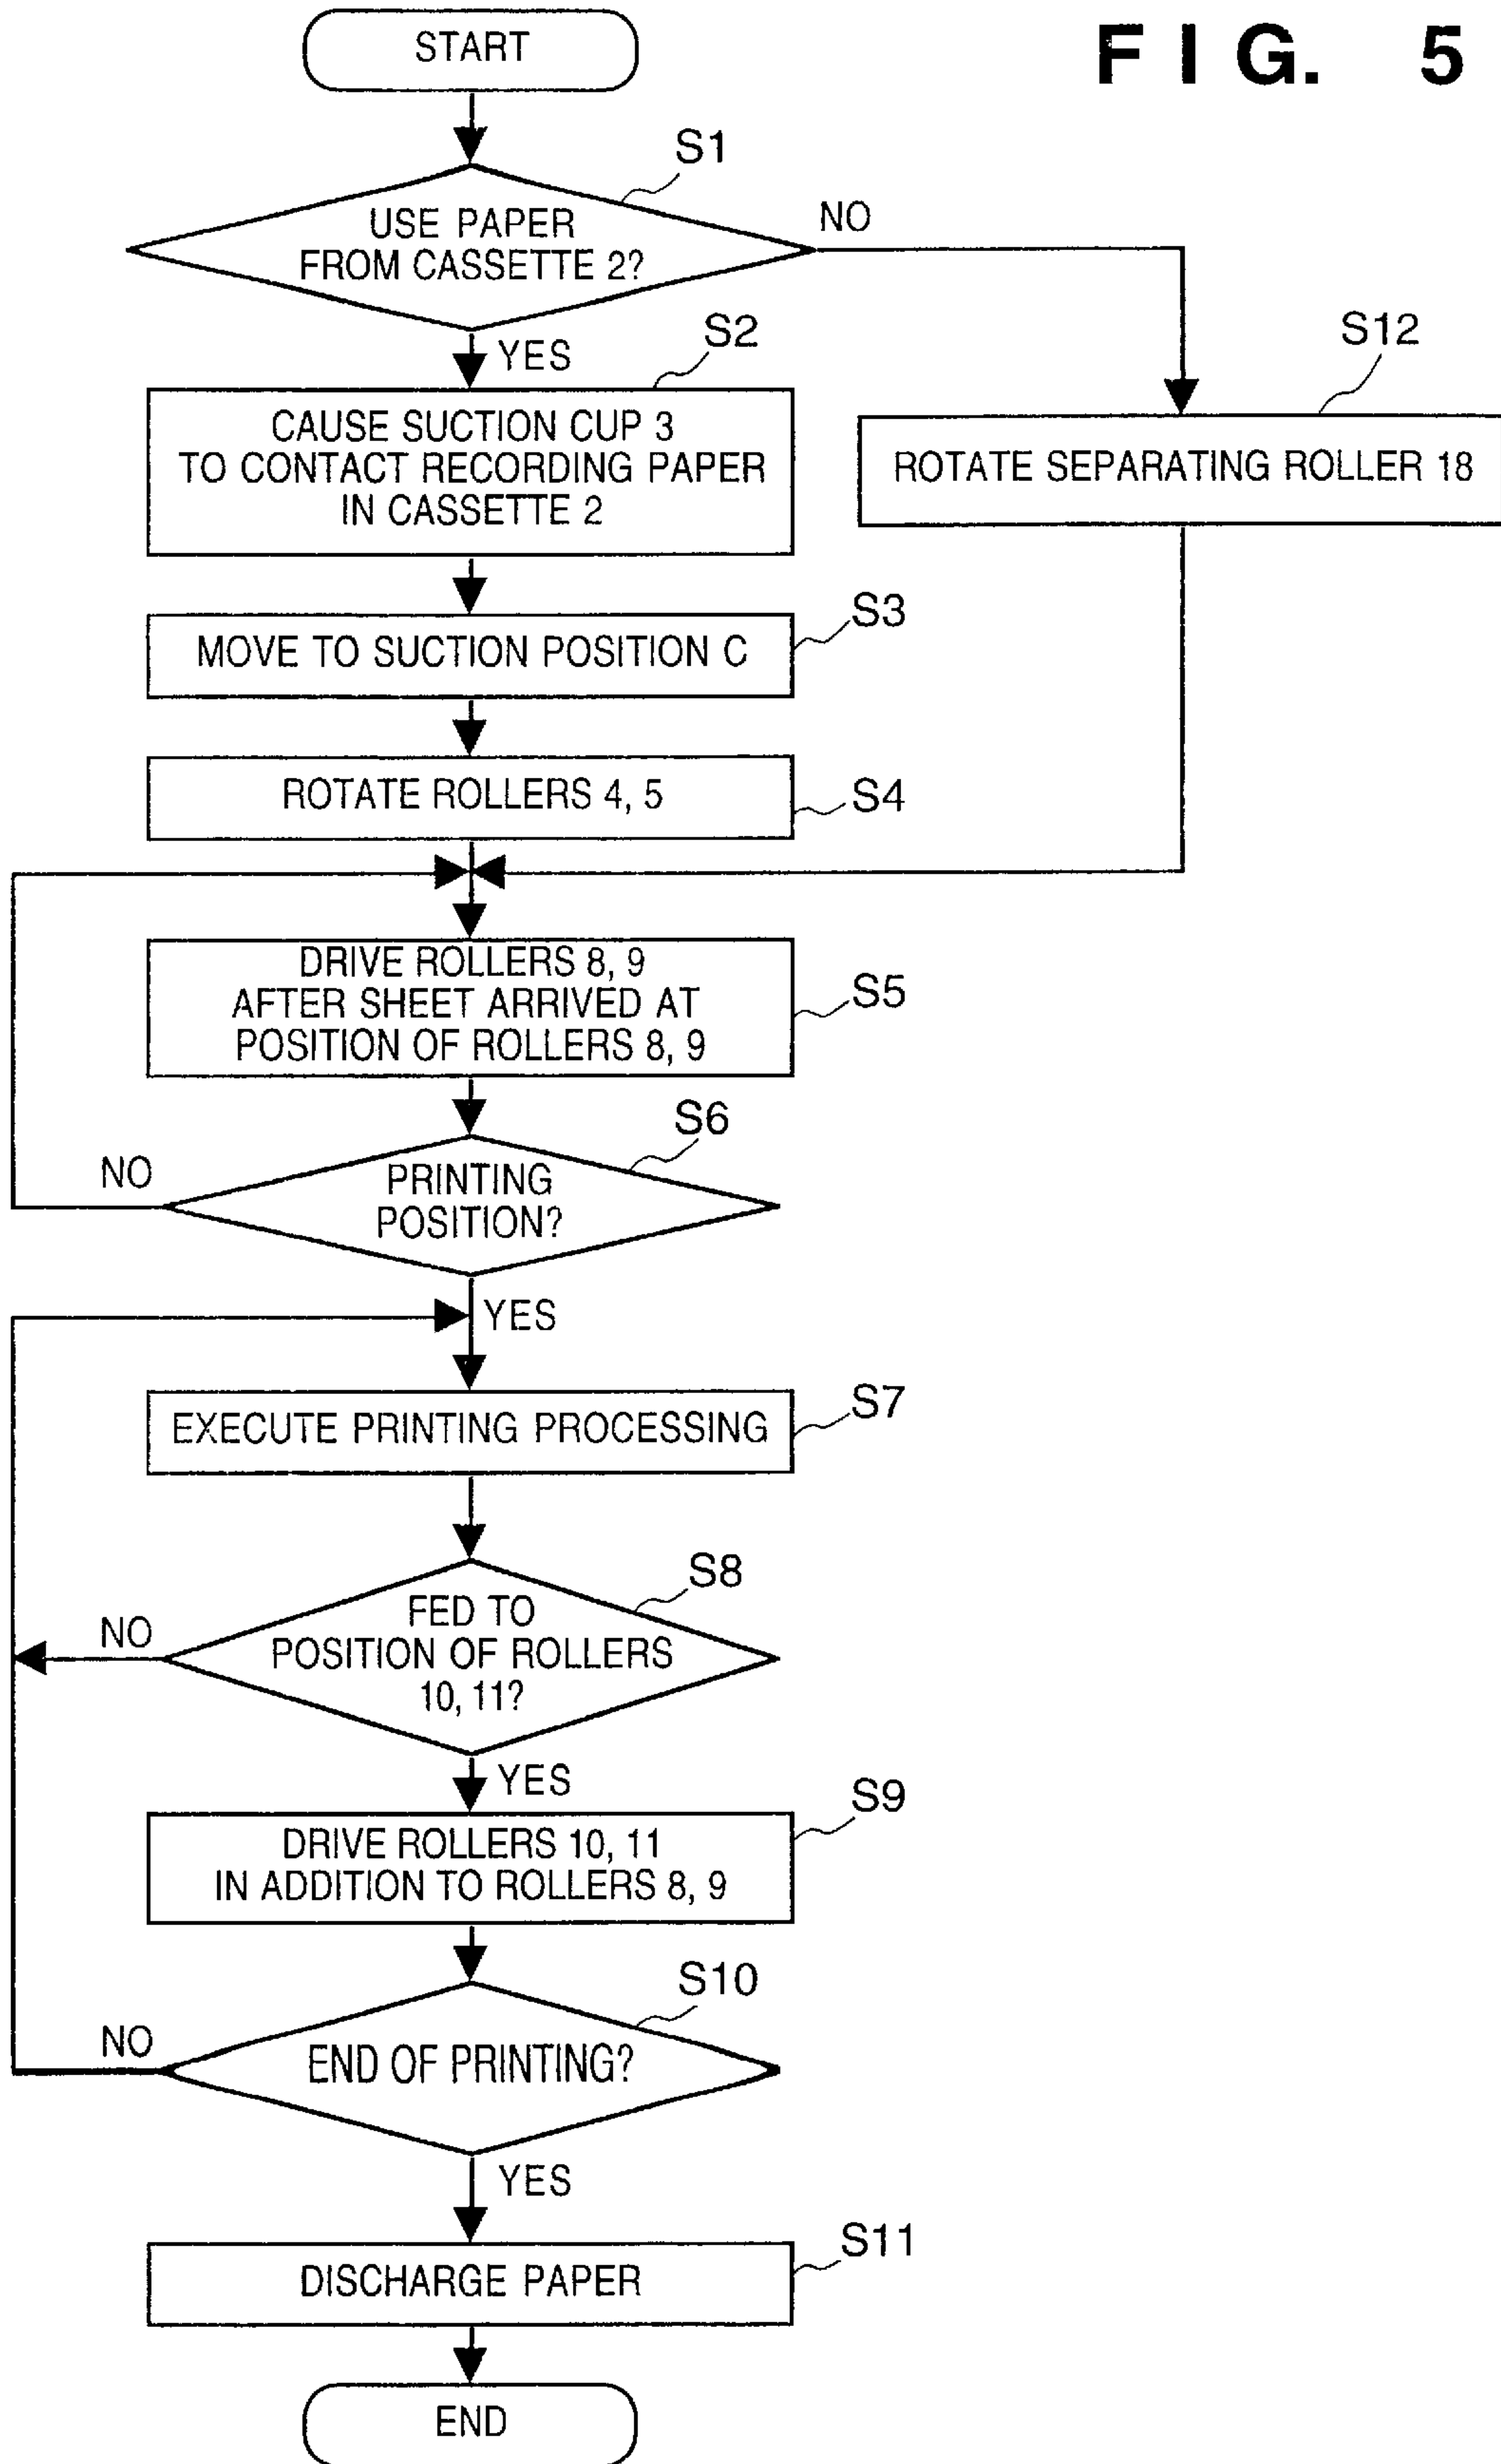 FIG. 5
START
S1
USE PAPER
FROM CASSETTE 2?
NO
YES
S2
CAUSE SUCTION CUP 3
TO CONTACT RECORDING PAPER
IN CASSETTE 2
S12
ROTATE SEPARATING ROLLER 18
S3
MOVE TO SUCTION POSITION C
S4
ROTATE ROLLERS 4, 5
S5
DRIVE ROLLERS 8, 9
AFTER SHEET ARRIVED AT
POSITION OF ROLLERS 8, 9
S6
NO
PRINTING
POSITION?
YES
S7
EXECUTE PRINTING PROCESSING
S8
NO
FED TO
POSITION OF ROLLERS
10, 11?
YES
S9
DRIVE ROLLERS 10, 11
IN ADDITION TO ROLLERS 8, 9
S10
NO
END OF PRINTING?
YES
S11
DISCHARGE PAPER
END